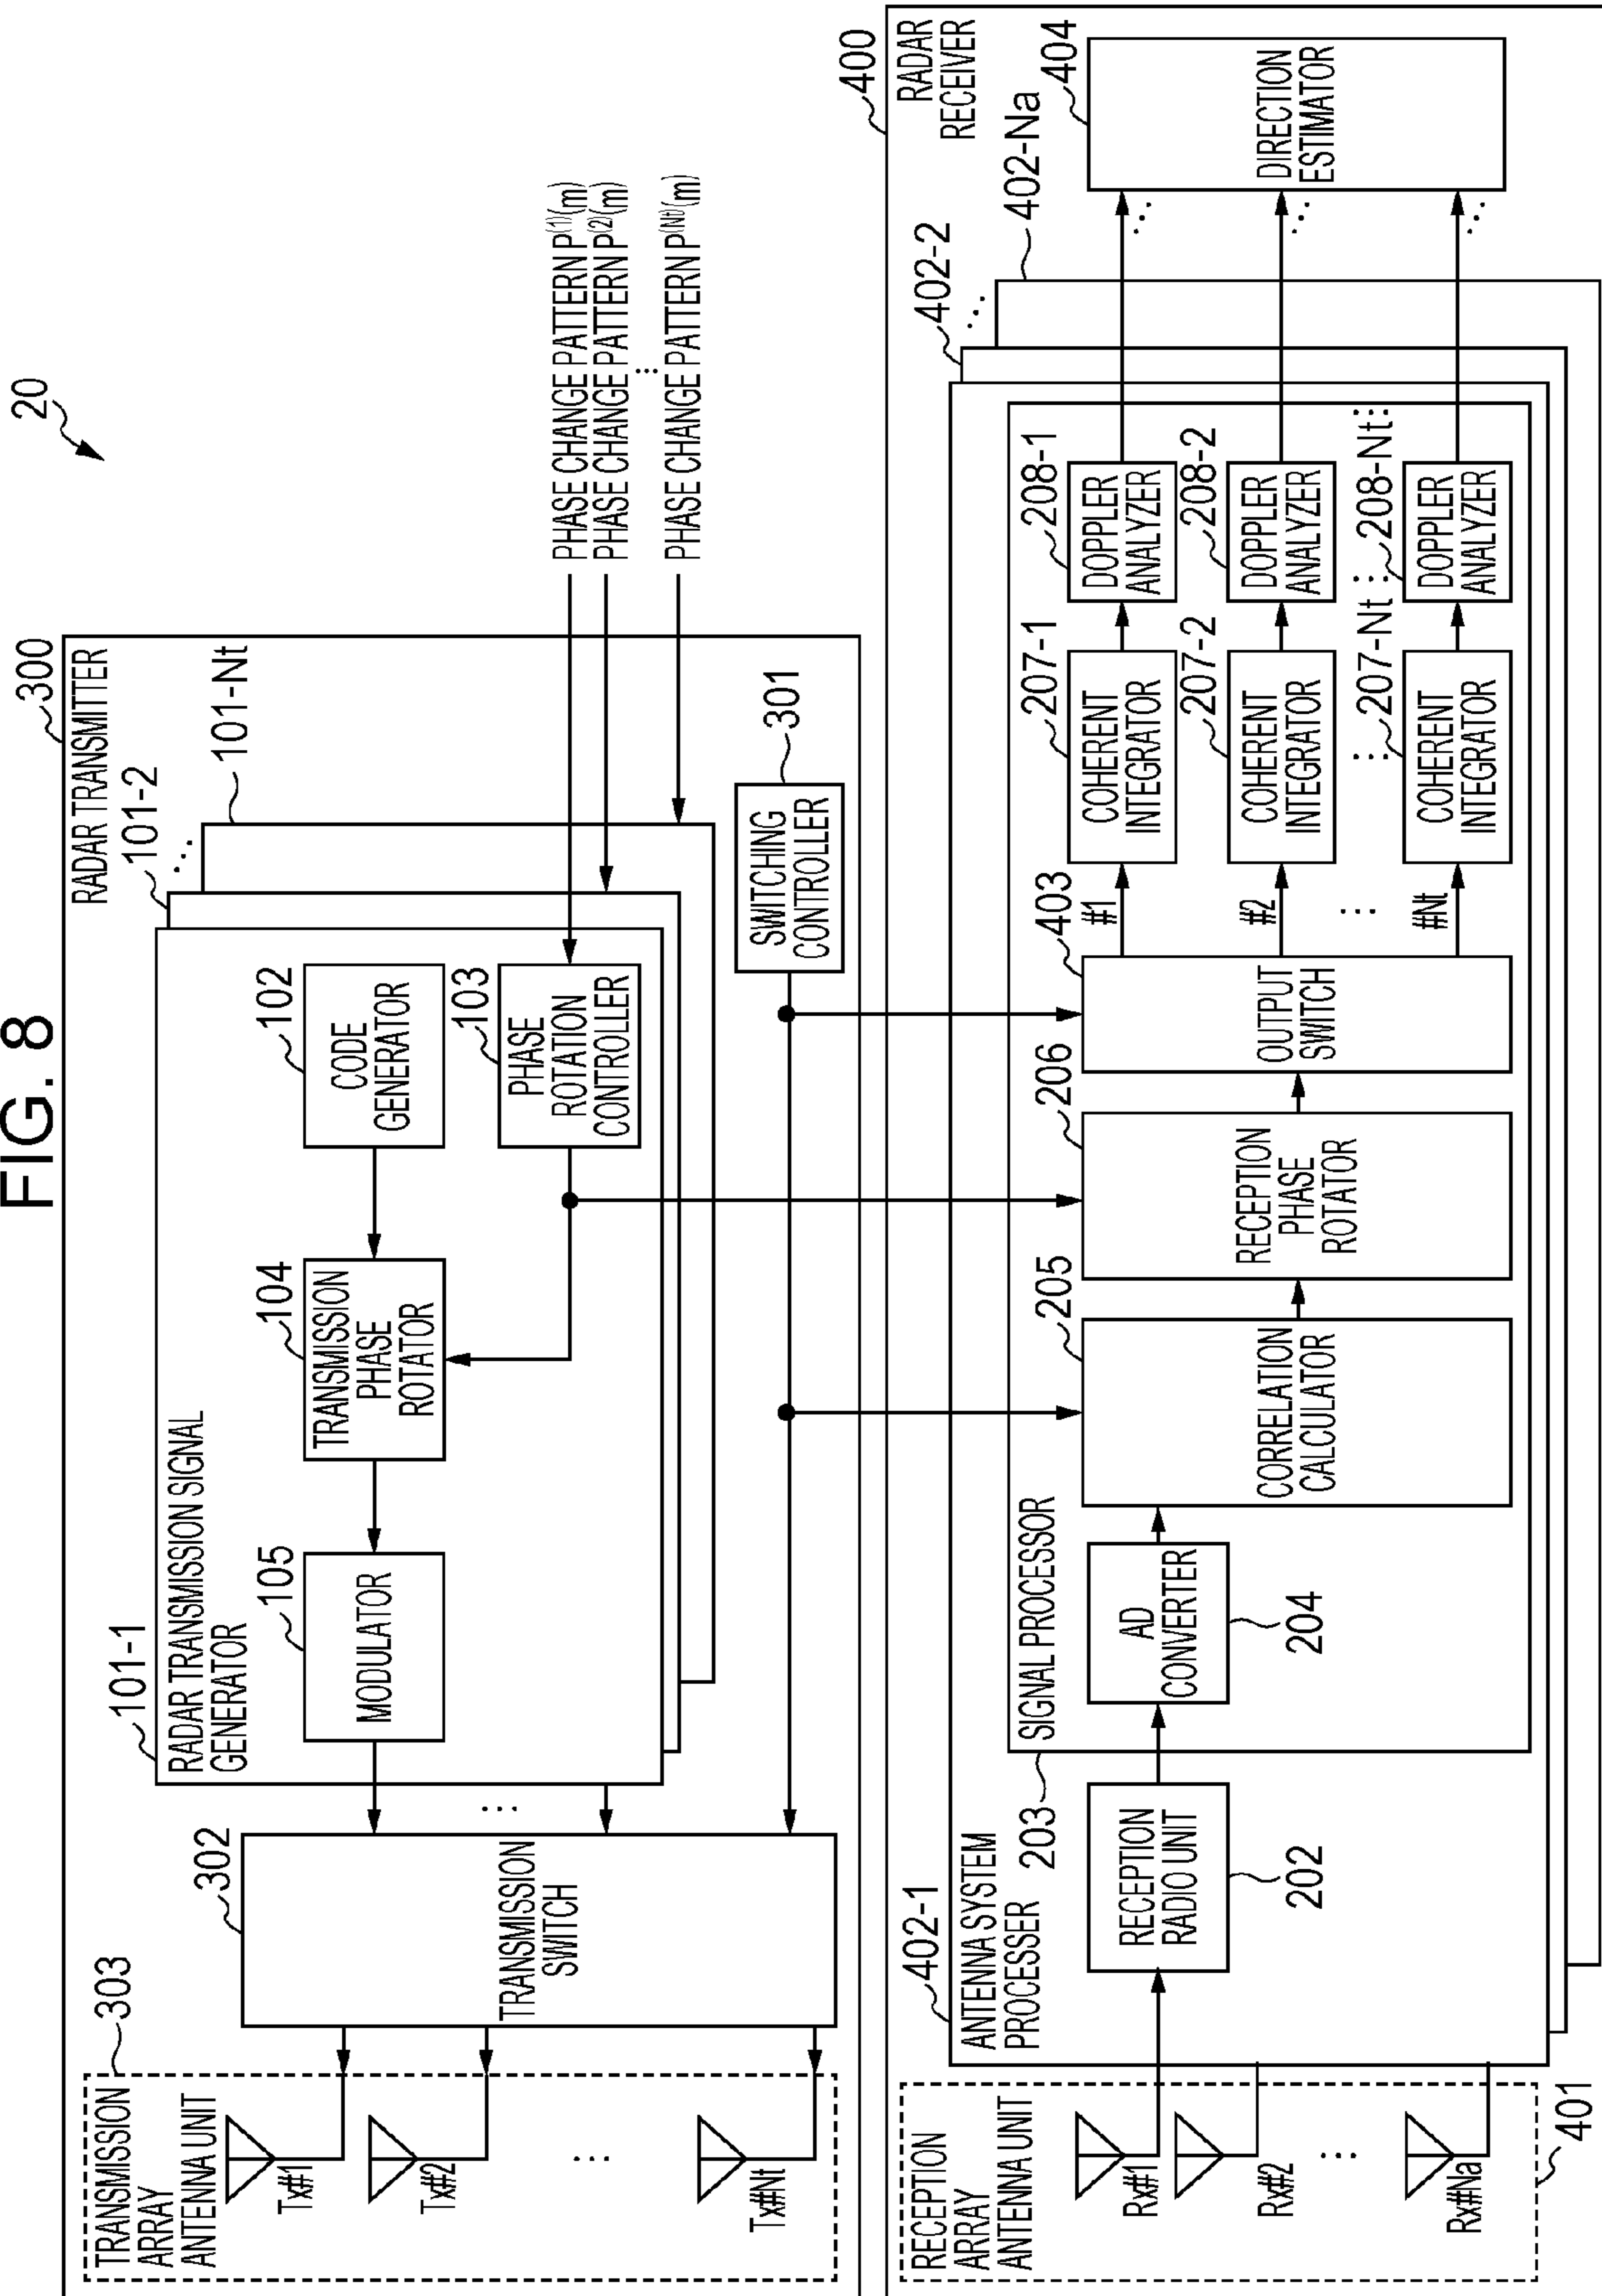 FIG. 8
20
300
RADAR TRANSMITTER
303
TRANSMISSION
ARRAY
ANTENNA UNIT
Tx#1
Tx#2
...
Tx#Nt
302
TRANSMISSION
SWITCH
...
101-1
RADAR TRANSMISSION SIGNAL
GENERATOR
101-2
...
101-Nt
105
MODULATOR
104
TRANSMISSION
PHASE
ROTATOR
102
CODE
GENERATOR
103
PHASE
ROTATION
CONTROLLER
301
SWITCHING
CONTROLLER
PHASE CHANGE PATTERN P(1)(m)
PHASE CHANGE PATTERN P(2)(m)
...
PHASE CHANGE PATTERN P(Nt)(m)
400
RADAR
RECEIVER
RECEPTION
ARRAY
ANTENNA UNIT
Rx#1
Rx#2
...
Rx#Na
401
402-1
ANTENNA SYSTEM
PROCESSER
402-2
...
402-Na
RECEPTION
RADIO UNIT
202
203
SIGNAL PROCESSOR
AD
CONVERTER
204
205
CORRELATION
CALCULATOR
206
RECEPTION
PHASE
ROTATOR
403
OUTPUT
SWITCH
#1
#2
...
#Nt
207-1
COHERENT
INTEGRATOR
207-2
COHERENT
INTEGRATOR
...
207-Nt
COHERENT
INTEGRATOR
208-1
DOPPLER
ANALYZER
208-2
DOPPLER
ANALYZER
...
208-Nt
...
DOPPLER
ANALYZER
...
...
...
404
DIRECTION
ESTIMATOR